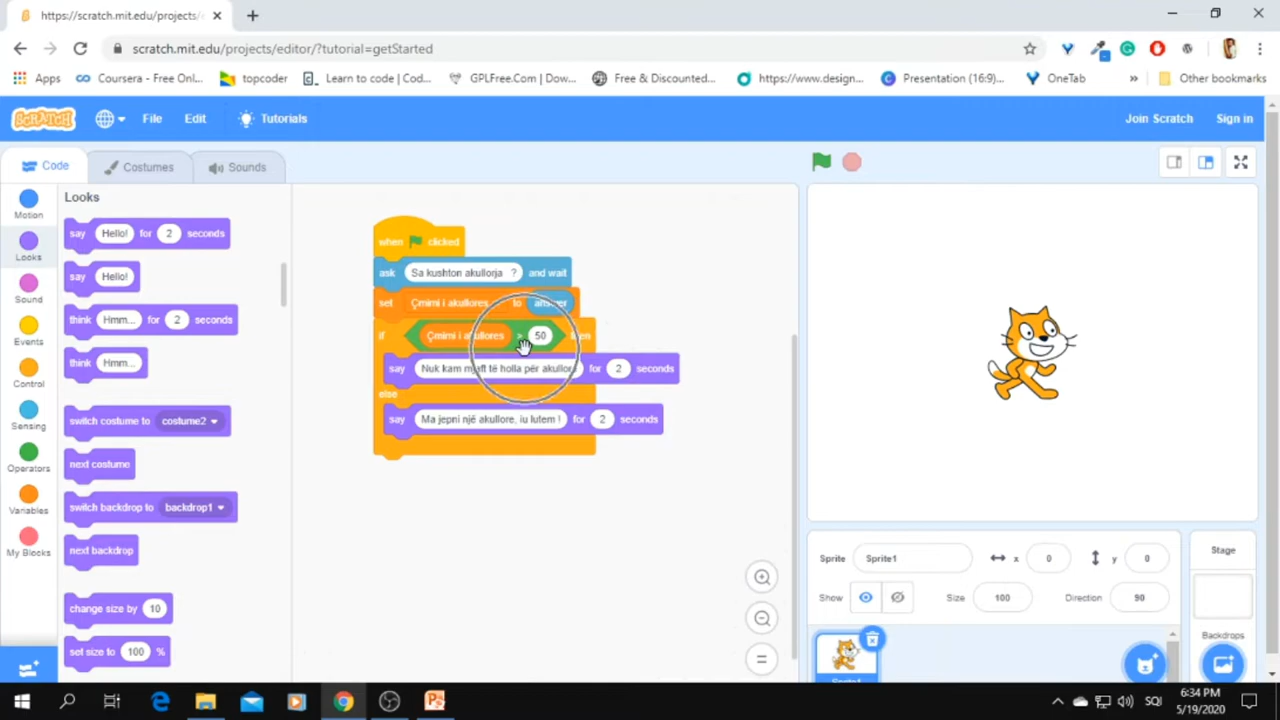 https://scratch.mit.edu/projects/e
scratch.mit.edu/projects/editor/?tutorial=getStarted
Apps Coursera - Free Onl... topcoder Learn to code | Cod... GPLFree.Com | Dow... Free & Discounted... https://www.design... Presentation (16:9)... OneTab » Other bookmarks
SCRATCH File Edit Tutorials Join Scratch Sign in
Code Costumes Sounds
Motion
Looks
Sound
Events
Control
Sensing
Operators
Variables
My Blocks
Looks
say Hello! for 2 seconds
say Hello!
think Hmm... for 2 seconds
think Hmm...
switch costume to costume2
next costume
switch backdrop to backdrop1
next backdrop
change size by 10
set size to 100 %
when clicked
ask Sa kushton akullorja ? and wait
set Çmimi i akullores to answer
if Çmimi i akullores > 50 then
say Nuk kam mjaft të holla për for 2 seconds
else
say Ma jepni një akullore, iu lutem ! for 2 seconds
Sprite Sprite1 x 0 y 0
Show Size 100 Direction 90
Sprite1
Stage
Backdrops
SQI
6:34 PM
5/19/2020